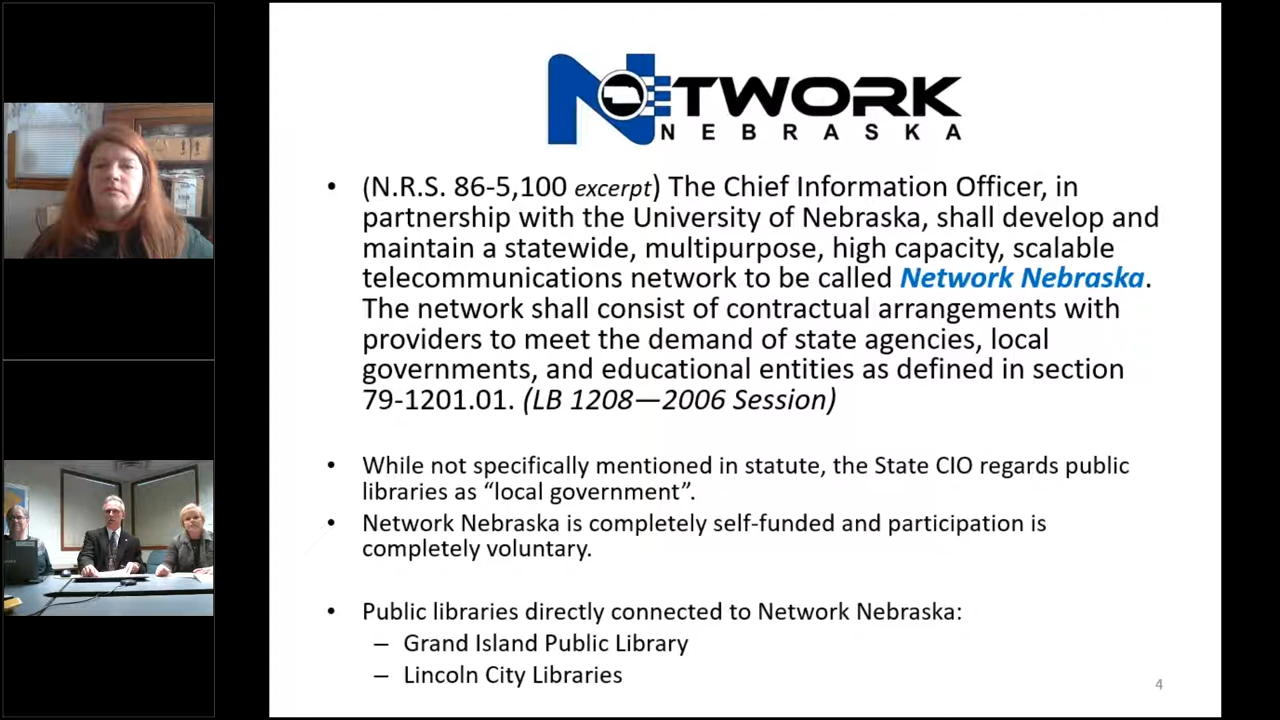 NETWORK
NEBRASKA
• (N.R.S. 86-5,100 excerpt) The Chief Information Officer, in
partnership with the University of Nebraska, shall develop and
maintain a statewide, multipurpose, high capacity, scalable
telecommunications network to be called Network Nebraska.
The network shall consist of contractual arrangements with
providers to meet the demand of state agencies, local
governments, and educational entities as defined in section
79-1201.01. (LB 1208—2006 Session)
• While not specifically mentioned in statute, the State CIO regards public
libraries as “local government”.
• Network Nebraska is completely self-funded and participation is
completely voluntary.
• Public libraries directly connected to Network Nebraska:
– Grand Island Public Library
– Lincoln City Libraries
4